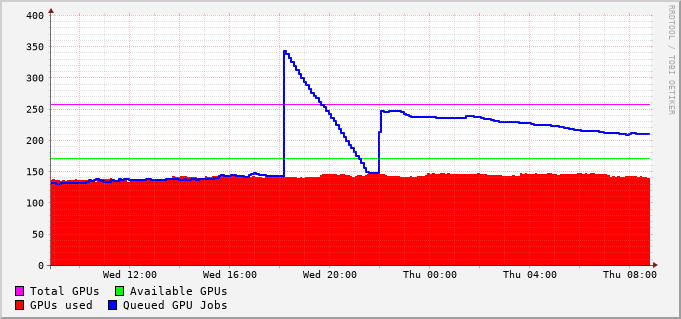 400
350
300
250
200
150
100
50
0
Wed 12:00 Wed 16:00 Wed 20:00 Thu 00:00 Thu 04:00 Thu 08:00
Total GPUs Available GPUs
GPUs used Queued GPU Jobs
RRDTOOL / TOBI OETIKER